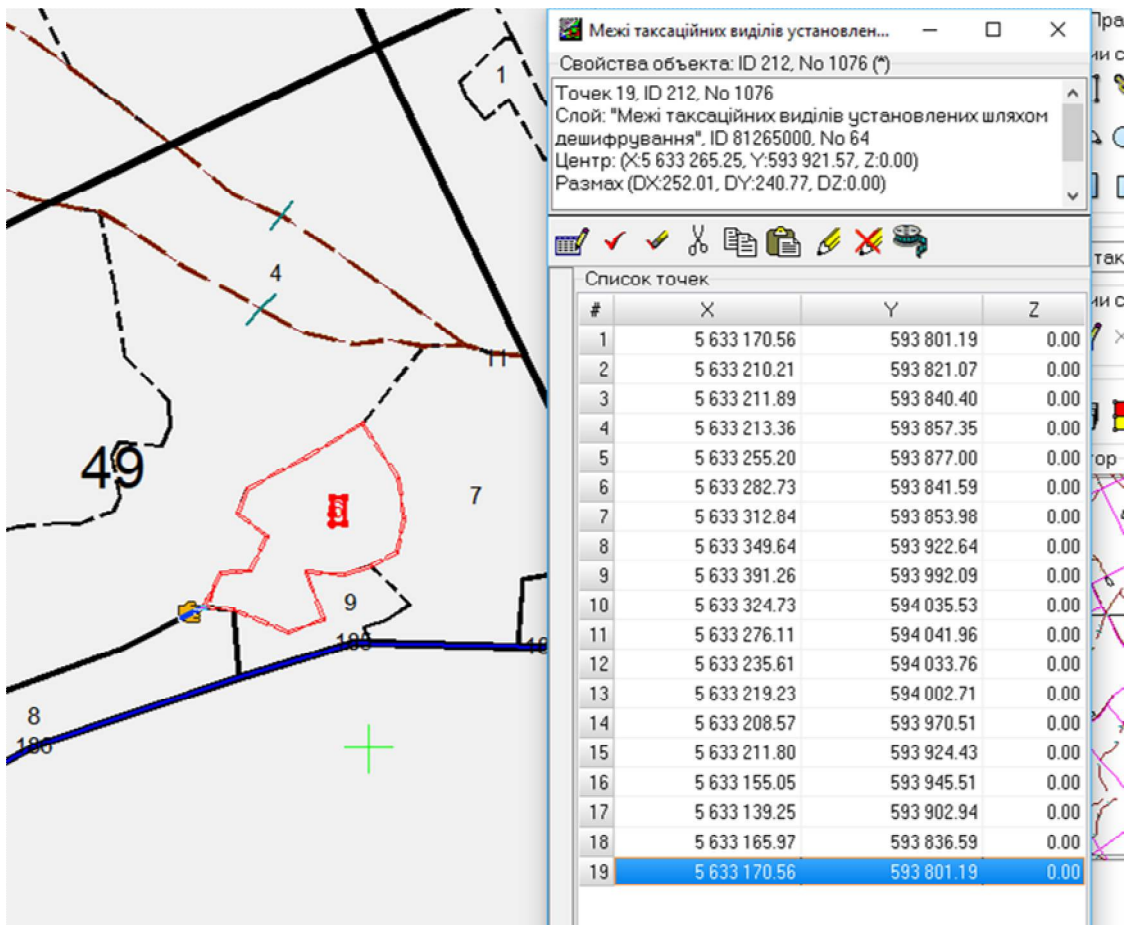 1
4
11
49
7
6
9
185
8
186
Межі таксаційних виділів установлен...
Свойства объекта: ID 212, No 1076 (*)
Точек 19, ID 212, No 1076
Слой: "Межі таксаційних виділів установлених шляхом
дешифрування", ID 81265000, No 64
Центр: (X:5 633 265.25, Y:593 921.57, Z:0.00)
Размах (DX:252.01, DY:240.77, DZ:0.00)
Список точек
# X Y Z
1 5 633 170.56 593 801.19 0.00
2 5 633 210.21 593 821.07 0.00
3 5 633 211.89 593 840.40 0.00
4 5 633 213.36 593 857.35 0.00
5 5 633 255.20 593 877.00 0.00
6 5 633 282.73 593 841.59 0.00
7 5 633 312.84 593 853.98 0.00
8 5 633 349.64 593 922.64 0.00
9 5 633 391.26 593 992.09 0.00
10 5 633 324.73 594 035.53 0.00
11 5 633 276.11 594 041.96 0.00
12 5 633 235.61 594 033.76 0.00
13 5 633 219.23 594 002.71 0.00
14 5 633 208.57 593 970.51 0.00
15 5 633 211.80 593 924.43 0.00
16 5 633 155.05 593 945.51 0.00
17 5 633 139.25 593 902.94 0.00
18 5 633 165.97 593 836.59 0.00
19 5 633 170.56 593 801.19 0.00